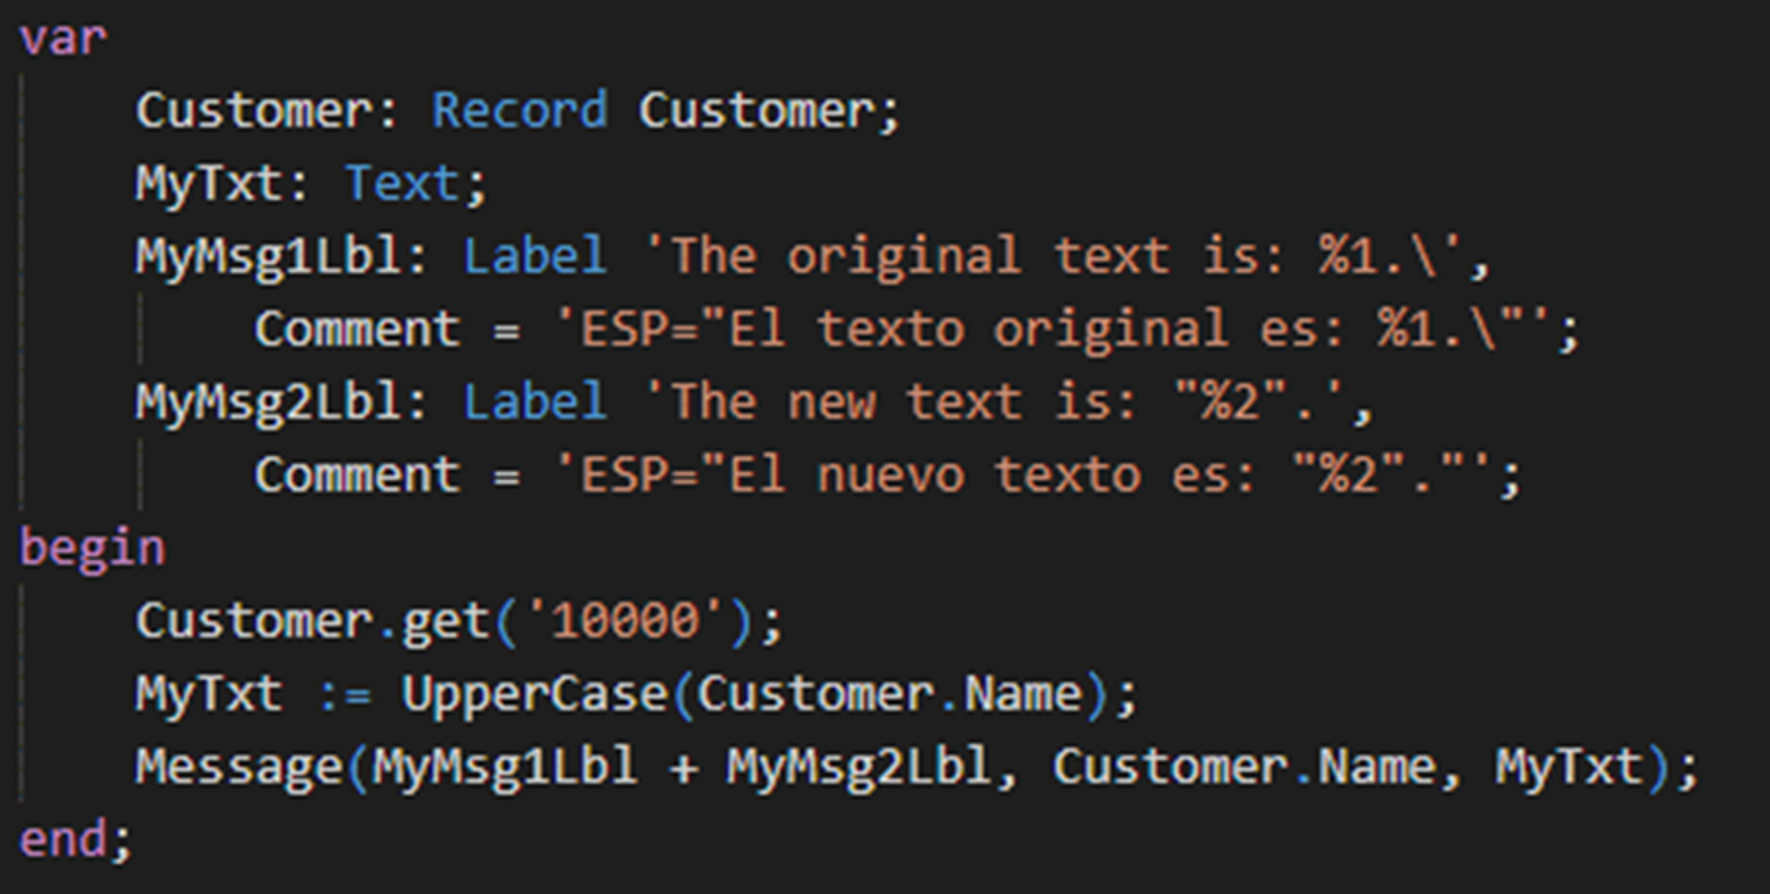 var
Customer: Record Customer;
MyTxt: Text;
MyMsg1Lbl: Label 'The original text is: %1.\',
Comment = 'ESP="El texto original es: %1.\"';
MyMsg2Lbl: Label 'The new text is: "%2".',
Comment = 'ESP="El nuevo texto es: "%2"."';
begin
Customer.get('10000');
MyTxt := UpperCase(Customer.Name);
Message(MyMsg1Lbl + MyMsg2Lbl, Customer.Name, MyTxt);
end;